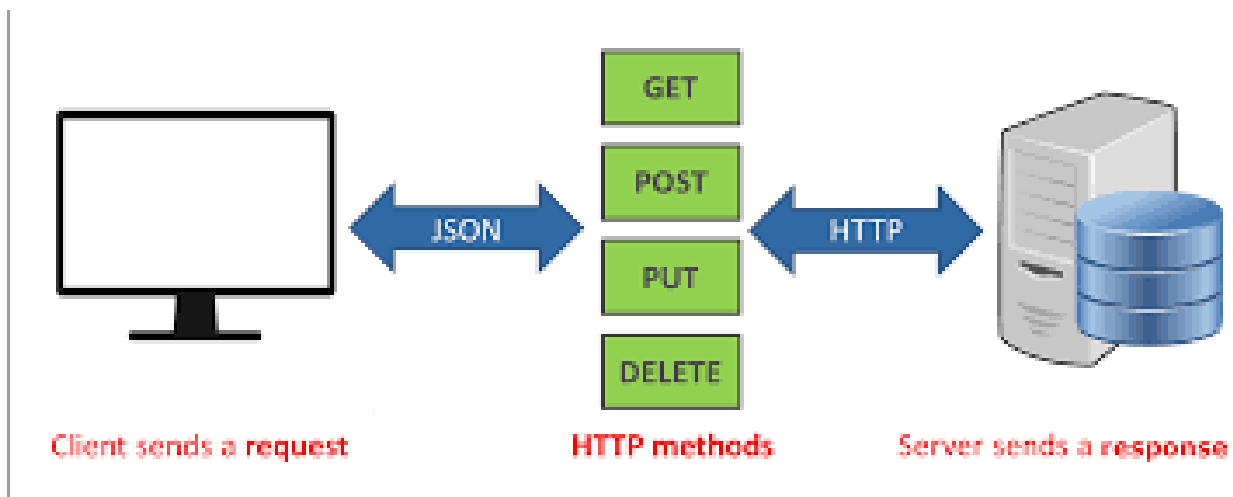 GET
POST
PUT
DELETE
JSON
HTTP
Client sends a request
HTTP methods
Server sends a response